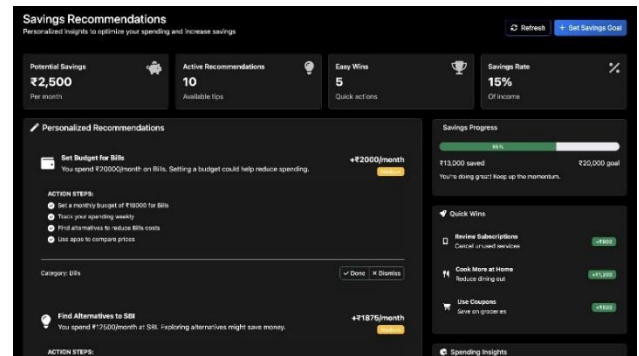 Savings Recommendations
Personalized insights to optimize your spending and increase savings
Refresh
+ Set Savings Goal
Potential Savings
₹2,500
Per month
Active Recommendations
10
Available tips
Easy Wins
5
Quick actions
Savings Rate
15%
Of income
Personalized Recommendations
Set Budget for Bills
You spend ₹20000/month on Bills. Setting a budget could help reduce spending.
+₹2000/month
Medium
ACTION STEPS:
Set a monthly budget of ₹18000 for Bills
Track your spending weekly
Find alternatives to reduce Bills costs
Use apps to compare prices
Category: Bills
Done
Dismiss
Find Alternatives to SBI
You spend ₹12500/month at SBI. Exploring alternatives might save money.
+₹1875/month
Medium
ACTION STEPS:
Savings Progress
65%
₹13,000 saved
₹20,000 goal
You're doing great! Keep up the momentum.
Quick Wins
Review Subscriptions
Cancel unused services
Cook More at Home
Reduce dining out
Use Coupons
Save on groceries
Spending Insights